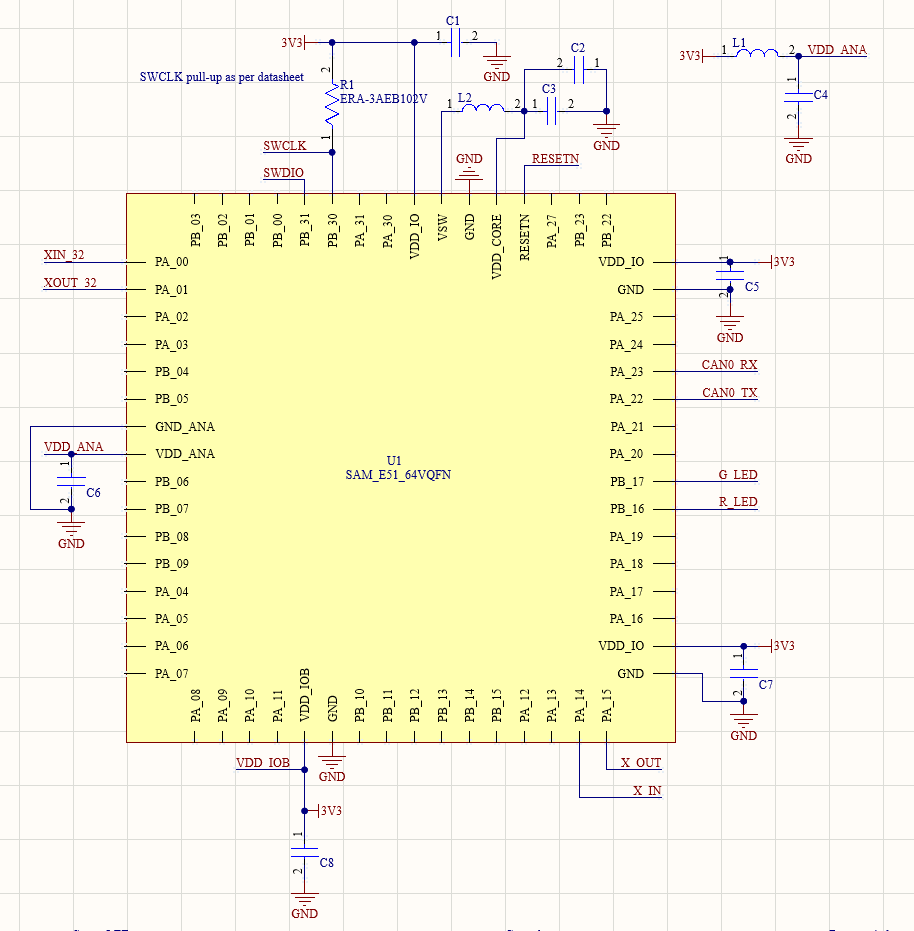 C1
3V3
1
2
GND
SWCLK pull-up as per datasheet
2
R1
ERA-3AEB102V
1
SWCLK
SWDIO
C2
2
1
L2
1
2
C3
1
2
GND
GND
RESETN
L1
3V3
1
2
VDD_ANA
1
C4
2
GND
PB_03
PB_02
PB_01
PB_00
PB_31
PB_30
PA_31
PA_30
VDD_IO
VSW
GND
VDD_CORE
RESETN
PA_27
PB_23
PB_22
XIN_32
XOUT_32
PA_00
PA_01
PA_02
PA_03
PB_04
PB_05
GND_ANA
VDD_ANA
PB_06
PB_07
PB_08
PB_09
PA_04
PA_05
PA_06
PA_07
VDD_ANA
1
C6
2
GND
U1
SAM_E51_64VQFN
VDD_IO
GND
PA_25
PA_24
PA_23
PA_22
PA_21
PA_20
PB_17
PB_16
PA_19
PA_18
PA_17
PA_16
VDD_IO
GND
1
3V3
C5
2
GND
CAN0_RX
CAN0_TX
G_LED
R_LED
3V3
1
C7
2
GND
PA_08
PA_09
PA_10
PA_11
VDD_IOB
GND
PB_10
PB_11
PB_12
PB_13
PB_14
PB_15
PA_12
PA_13
PA_14
PA_15
VDD_IOB
GND
X_OUT
X_IN
3V3
1
C8
2
GND